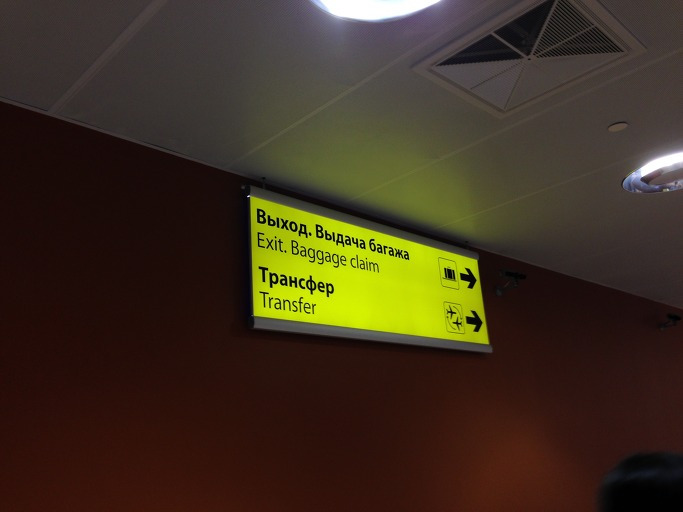 Выход. Выдача багажа
Exit. Baggage claim
Трансфер
Transfer